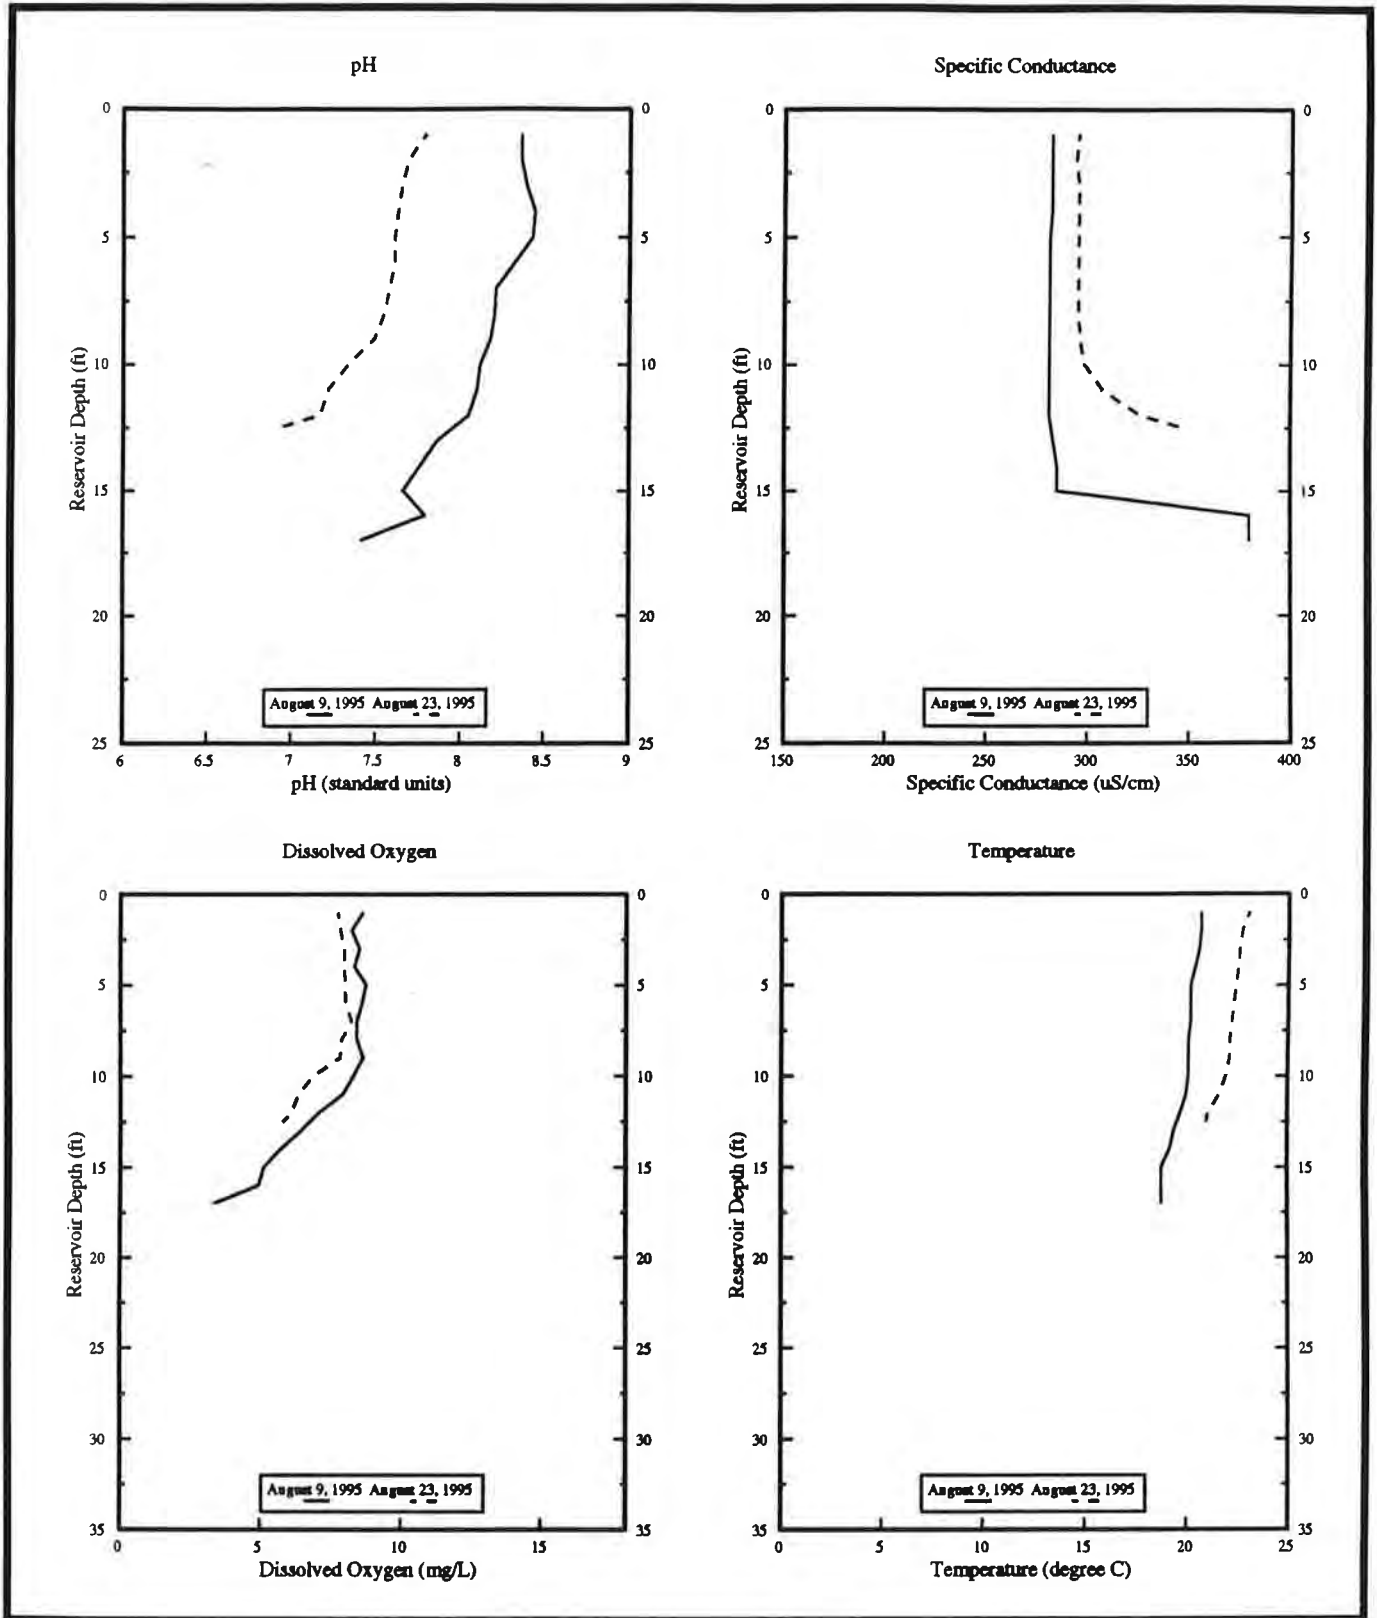 pH
0
5
10
15
20
25
0
5
10
15
20
25
Reservoir Depth (ft)
August 9, 1995 August 23, 1995
6 6.5 7 7.5 8 8.5 9
pH (standard units)
Specific Conductance
0
5
10
15
20
25
0
5
10
15
20
25
Reservoir Depth (ft)
August 9, 1995 August 23, 1995
150 200 250 300 350 400
Specific Conductance (uS/cm)
Dissolved Oxygen
0
5
10
15
20
25
30
35
0
5
10
15
20
25
30
35
Reservoir Depth (ft)
August 9, 1995 August 23, 1995
0 5 10 15
Dissolved Oxygen (mg/L)
Temperature
0
5
10
15
20
25
30
35
0
5
10
15
20
25
30
35
Reservoir Depth (ft)
August 9, 1995 August 23, 1995
0 5 10 15 20 25
Temperature (degree C)